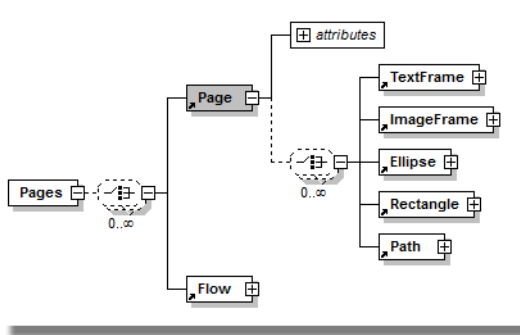 attributes
TextFrame
Page
ImageFrame
Ellipse
Pages
0..∞
Rectangle
0..∞
Path
Flow